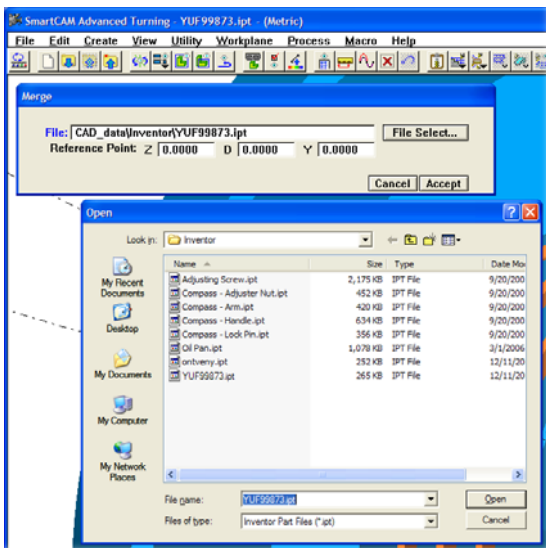 SmartCAM Advanced Turning - YUF99873.ipt - (Metric)
File Edit Create View Utility Workplane Process Macro Help
Merge
File: CAD_data\Inventor\YUF99873.ipt File Select...
Reference Point: Z 0.0000 D 0.0000 Y 0.0000
Cancel Accept
Open
Look in: Inventor
Name Size Type Date Mo
Adjusting Screw.ipt 2,175 KB IPT File 9/20/200
Compass - Adjuster Nut.ipt 452 KB IPT File 9/20/200
Compass - Arm.ipt 420 KB IPT File 9/20/200
Compass - Handle.ipt 634 KB IPT File 9/20/200
Compass - Lock Pin.ipt 356 KB IPT File 9/20/200
Oil Pan.ipt 1,078 KB IPT File 3/1/2006
ontveny.ipt 252 KB IPT File 12/11/20
YUF99873.ipt 265 KB IPT File 12/11/20
My Recent
Documents
Desktop
My Documents
My Computer
My Network
Places
File name: YUF99873.ipt Open
Files of type: Inventor Part Files (*.ipt) Cancel